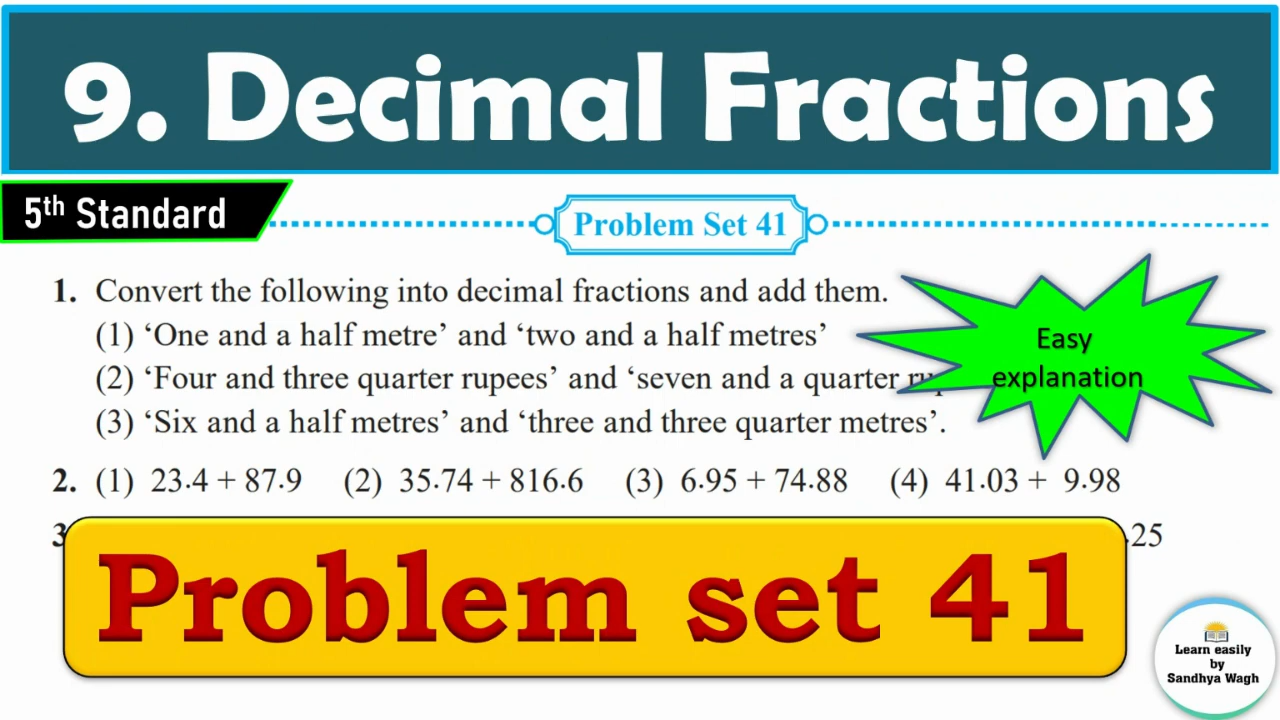 9. Decimal Fractions
5th Standard
Problem Set 41
1. Convert the following into decimal fractions and add them.
(1) ‘One and a half metre’ and ‘two and a half metres’
(2) ‘Four and three quarter rupees’ and ‘seven and a quarter
(3) ‘Six and a half metres’ and ‘three and three quarter metres’.
Easy
explanation
2. (1) 23·4 + 87·9 (2) 35·74 + 816·6 (3) 6·95 + 74·88 (4) 41·03 + 9·98
3 ·25
Problem set 41
Learn easily
by
Sandhya Wagh